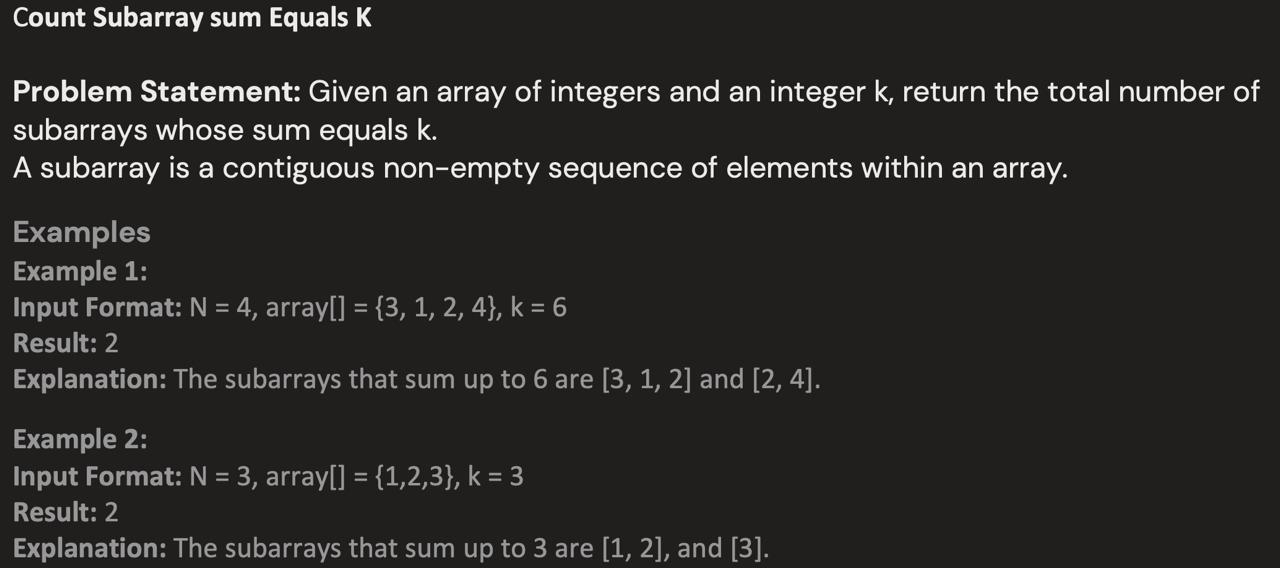 Count Subarray sum Equals K
Problem Statement: Given an array of integers and an integer k, return the total number of
subarrays whose sum equals k.
A subarray is a contiguous non-empty sequence of elements within an array.
Examples
Example 1:
Input Format: N = 4, array[] = {3, 1, 2, 4}, k = 6
Result: 2
Explanation: The subarrays that sum up to 6 are [3, 1, 2] and [2, 4].
Example 2:
Input Format: N = 3, array[] = {1,2,3}, k = 3
Result: 2
Explanation: The subarrays that sum up to 3 are [1, 2], and [3].